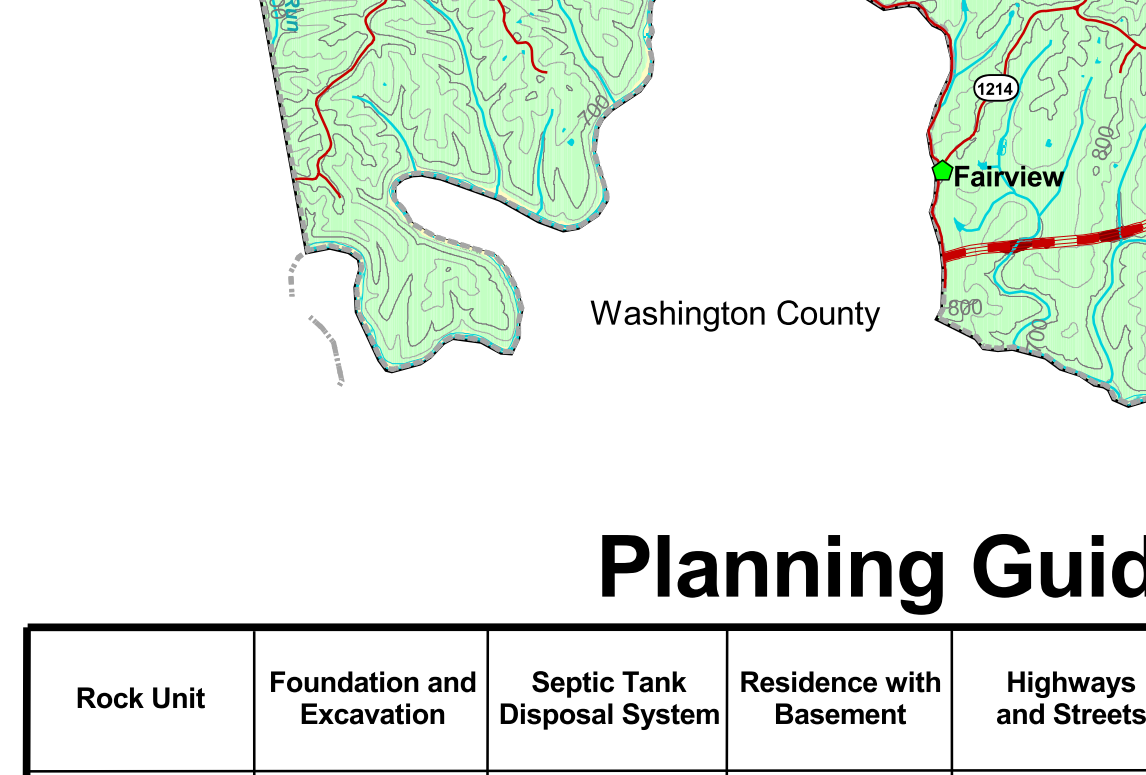 Run
700
1214
800
Fairview
800
700
Washington County
Planning Guid
Rock Unit
Foundation and
Excavation
Septic Tank
Disposal System
Residence with
Basement
Highways
and Streets